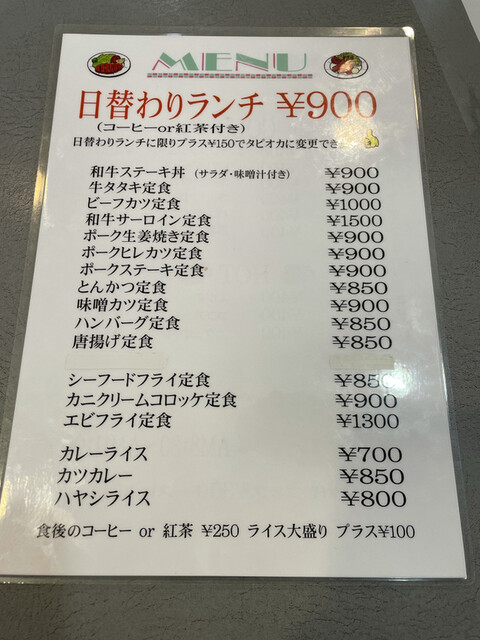 MENU
日替わりランチ ¥900
(コーヒーor紅茶付き)
日替わりランチに限りプラス¥150でタピオカに変更でき
和牛ステーキ丼 (サラダ・味噌汁付き) ¥900
牛タタキ定食 ¥900
ビーフカツ定食 ¥1000
和牛サーロイン定食 ¥1500
ポーク生姜焼き定食 ¥900
ポークヒレカツ定食 ¥900
ポークステーキ定食 ¥900
とんかつ定食 ¥850
味噌カツ定食 ¥900
ハンバーグ定食 ¥850
唐揚げ定食 ¥850
シーフードフライ定食 ¥850
カニクリームコロッケ定食 ¥900
エビフライ定食 ¥1300
カレーライス ¥700
カツカレー ¥850
ハヤシライス ¥800
食後のコーヒー or 紅茶 ¥250 ライス大盛り プラス¥100